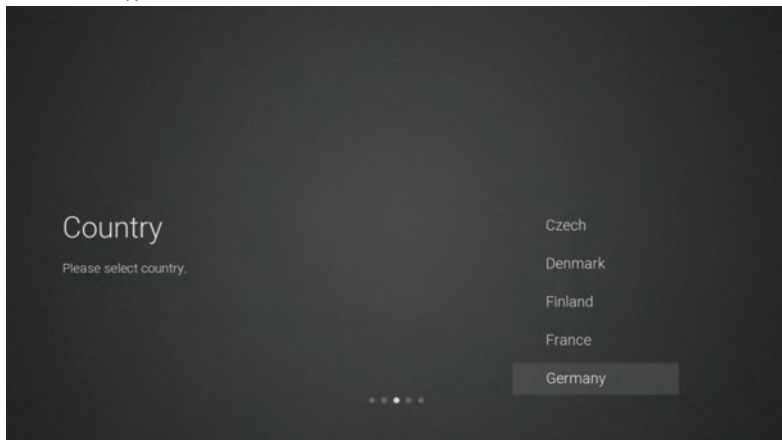 Country
Please select country.
Czech
Denmark
Finland
France
Germany